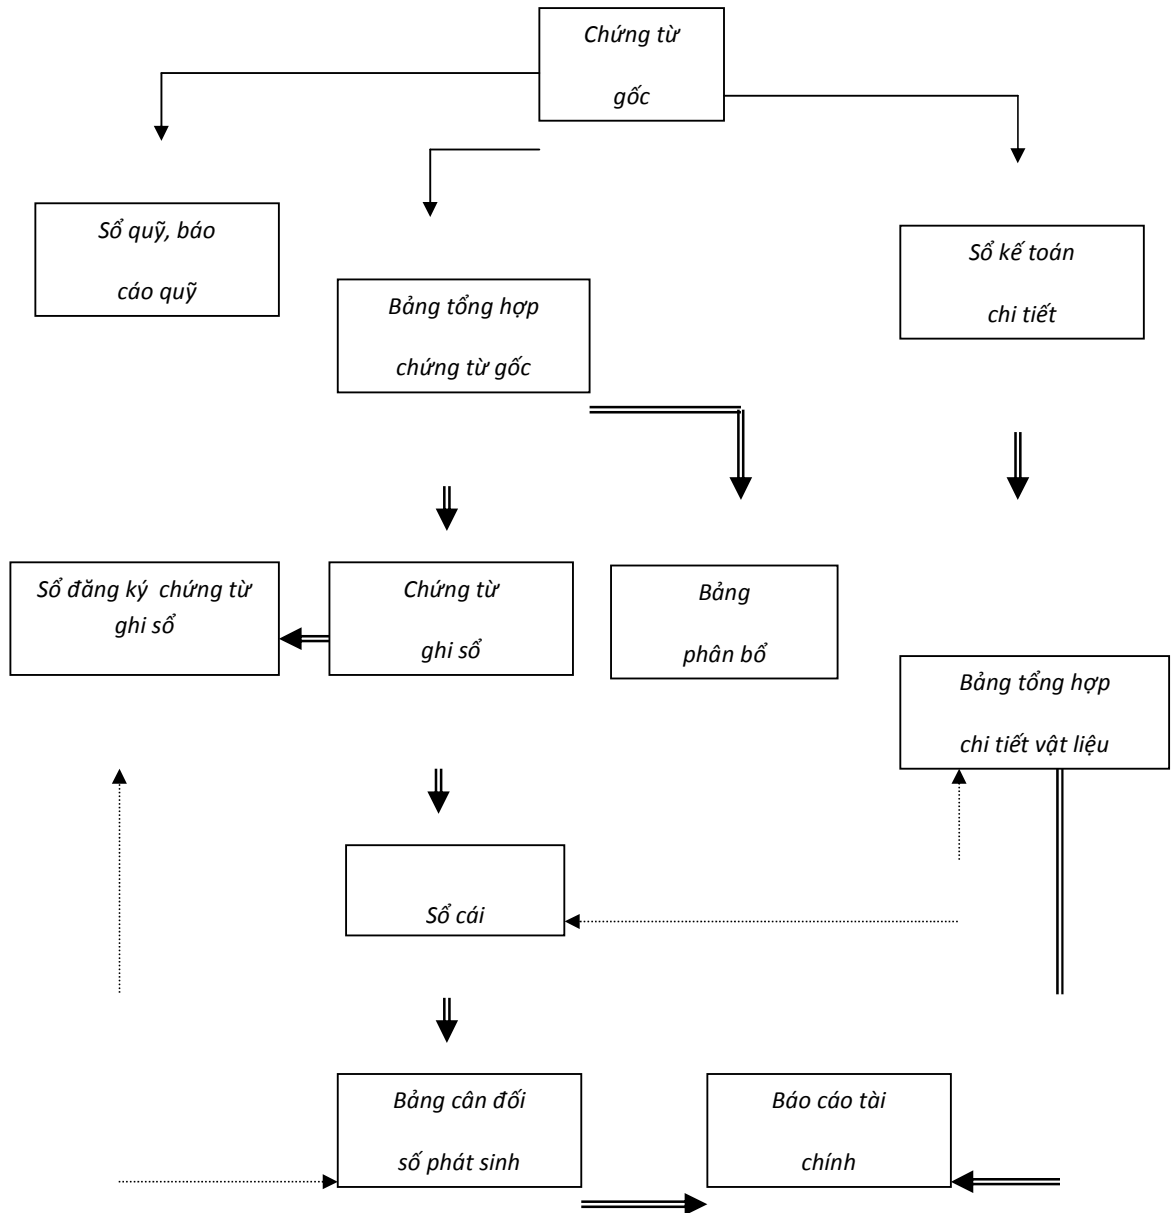 Chứng từ
gốc
Sổ quỹ, báo
cáo quỹ
Bảng tổng hợp
chứng từ gốc
Sổ kế toán
chi tiết
Sổ đăng ký chứng từ
ghi sổ
Chứng từ
ghi sổ
Bảng
phân bổ
Bảng tổng hợp
chi tiết vật liệu
Sổ cái
Bảng cân đối
số phát sinh
Báo cáo tài
chính